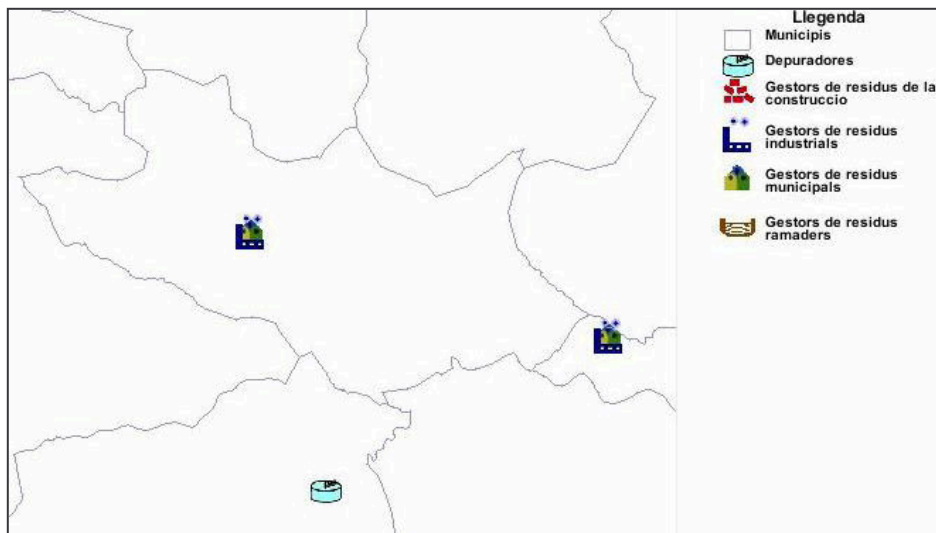 Llegenda
Municipis
Depuradores
Gestors de residus de la
construccio
Gestors de residus
industrials
Gestors de residus
municipals
Gestors de residus
ramaders